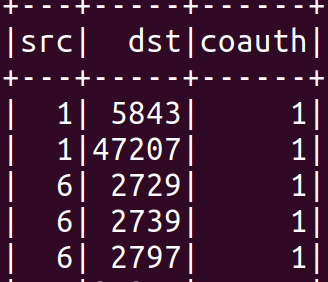 +---+-----+------+
|src|  dst|coauth|
+---+-----+------+
|  1| 5843|     1|
|  1|47207|     1|
|  6| 2729|     1|
|  6| 2739|     1|
|  6| 2797|     1|